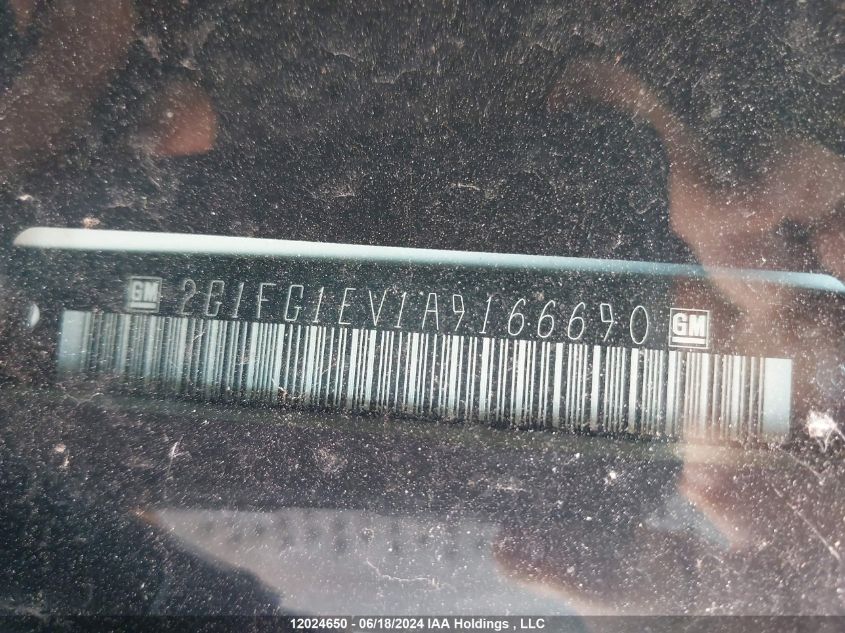 GM 2G1FG1EV1A9166690 GM
12024650 - 06/18/2024 IAA Holdings , LLC